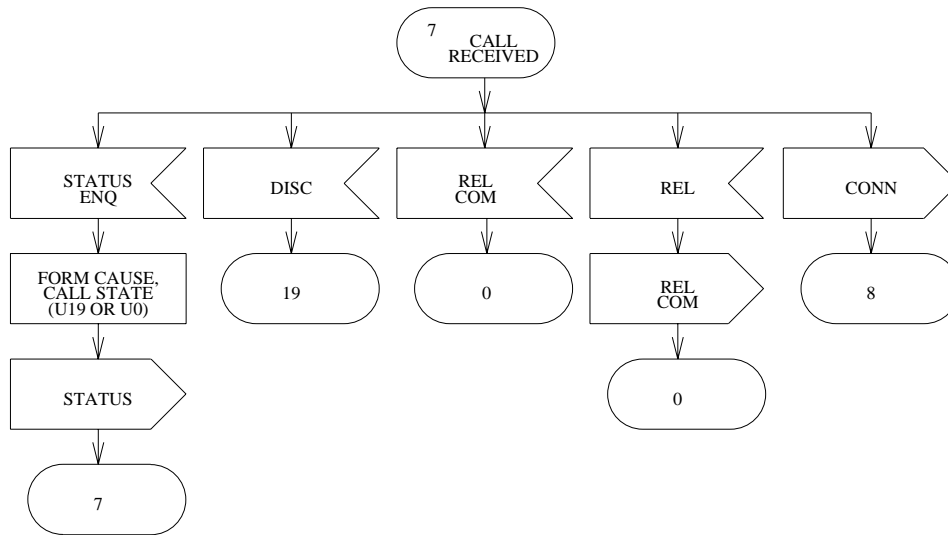 7
CALL
RECEIVED
STATUS
ENQ
DISC
REL
COM
REL
CONN
FORM CAUSE,
CALL STATE
(U19 OR U0)
19
0
REL
COM
8
STATUS
0
7